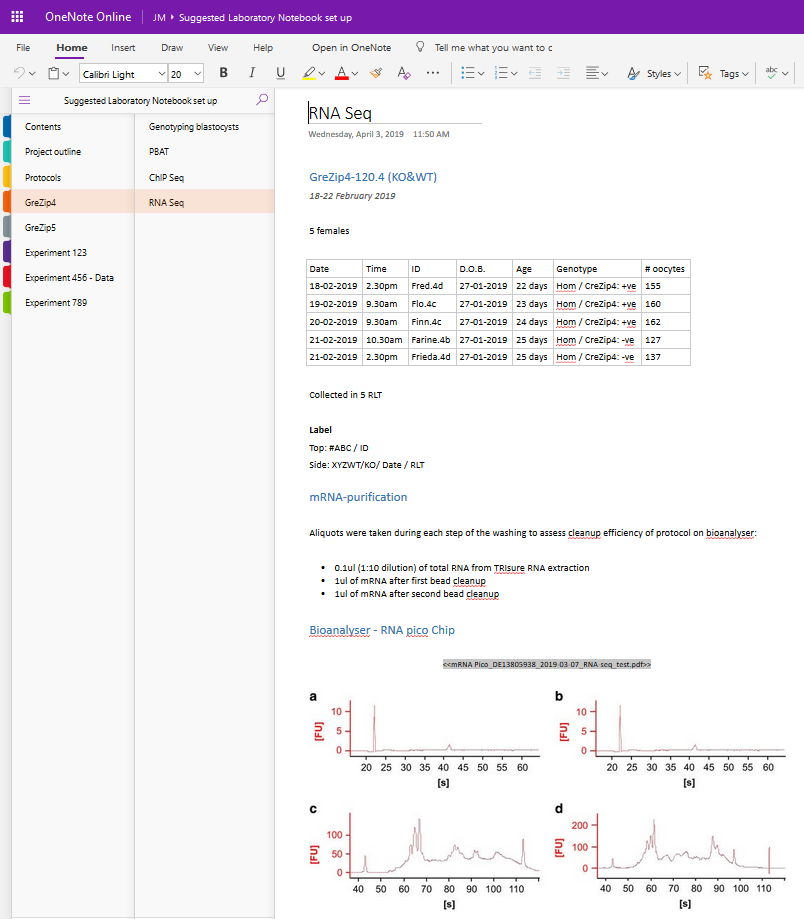 OneNote Online JM ▸ Suggested Laboratory Notebook set up
File Home Insert Draw View Help Open in OneNote Tell me what you want to c
Calibri Light 20 B I U A A ... Styles Tags abc
Suggested Laboratory Notebook set up
Contents
Project outline
Protocols
GreZip4
GreZip5
Experiment 123
Experiment 456 - Data
Experiment 789
Genotyping blastocysts
PBAT
ChIP Seq
RNA Seq
RNA Seq
Wednesday, April 3, 2019 11:50 AM
GreZip4-120.4 (KO&WT)
18-22 February 2019
5 females
Date Time ID D.O.B. Age Genotype # oocytes
18-02-2019 2.30pm Fred.4d 27-01-2019 22 days Hom / CreZip4: +ve 155
19-02-2019 9.30am Flo.4c 27-01-2019 23 days Hom / CreZip4: +ve 160
20-02-2019 9.30am Finn.4c 27-01-2019 24 days Hom / CreZip4: +ve 162
21-02-2019 10.30am Farine.4b 27-01-2019 25 days Hom / CreZip4: -ve 127
21-02-2019 2.30pm Frieda.4d 27-01-2019 25 days Hom / CreZip4: -ve 137
Collected in 5 RLT
Label
Top: #ABC / ID
Side: XYZWT/KO/ Date / RLT
mRNA-purification
Aliquots were taken during each step of the washing to assess cleanup efficiency of protocol on bioanalyser:
• 0.1ul (1:10 dilution) of total RNA from TRIsure RNA extraction
• 1ul of mRNA after first bead cleanup
• 1ul of mRNA after second bead cleanup
Bioanalyser - RNA pico Chip
<<mRNA Pico_DE13805938_2019-03-07_RNA-seq_test.pdf>>
a
[FU]
10
5
0
20 25 30 35 40 45 50 55 60
[s]
b
[FU]
10
5
0
20 25 30 35 40 45 50 55 60
[s]
c
[FU]
100
50
0
40 50 60 70 80 90 100 110
[s]
d
[FU]
200
100
0
40 50 60 70 80 90 100 110
[s]